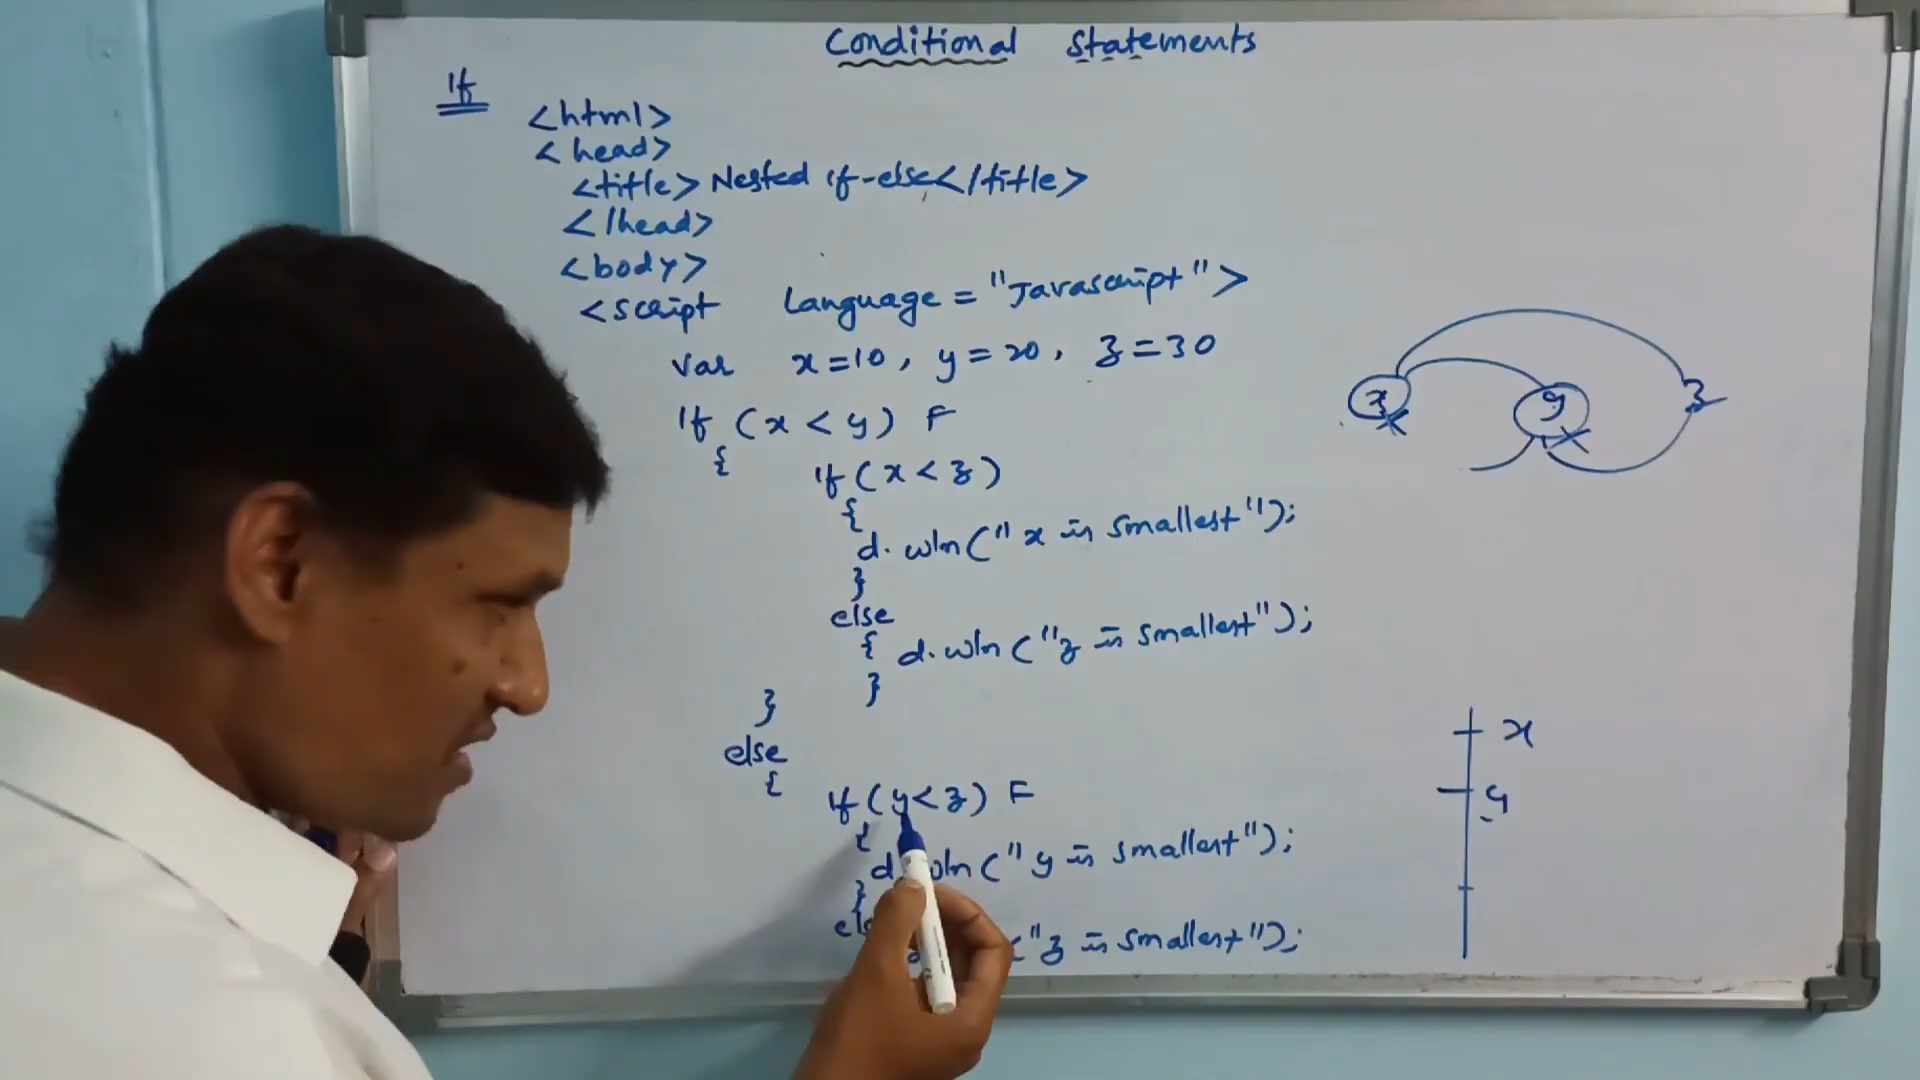 Conditional Statements
If
<html>
<head>
<title> Nested if-else</title>
</head>
<body>
<script language = "Javascript">
var x=10, y=20, z=30
If (x < y) F
{
if (x < z)
{
d. wln (" x is smallest");
}
else
{ d. wln ("z is smallest");
}
}
else
{
if (y < z) F
{
d. wln (" y is smallest");
}
("z is smallest");
x y z
x
y